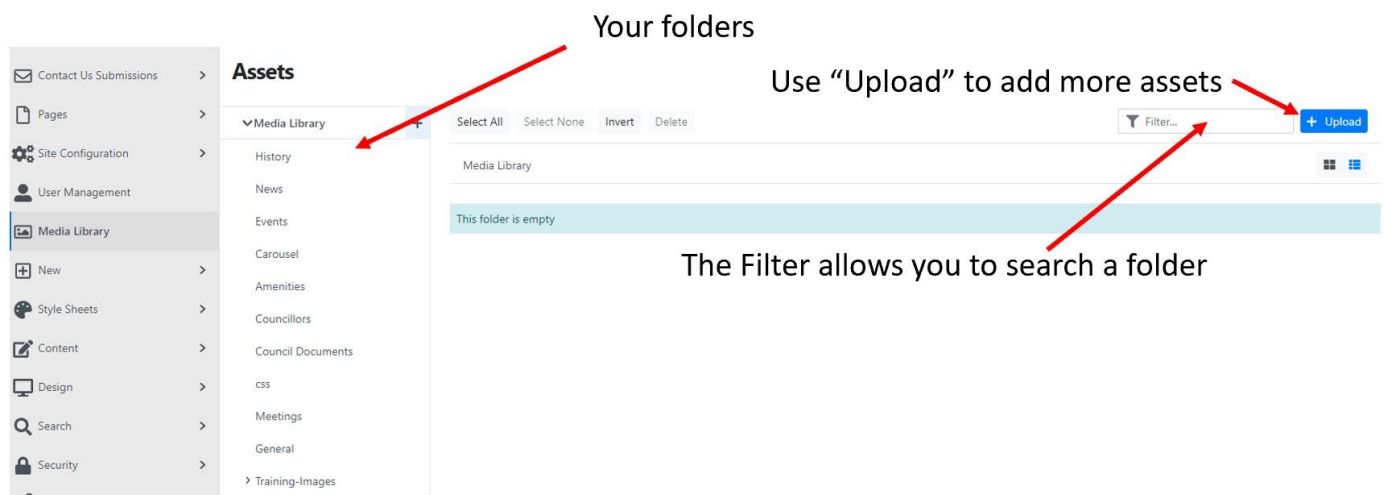 Your folders
Use “Upload” to add more assets
The Filter allows you to search a folder
Contact Us Submissions
Pages
Site Configuration
User Management
Media Library
New
Style Sheets
Content
Design
Search
Security
Assets
Media Library
History
News
Events
Carousel
Amenities
Councillors
Council Documents
css
Meetings
General
Training-Images
Select All Select None Invert Delete
Filter... + Upload
Media Library
This folder is empty